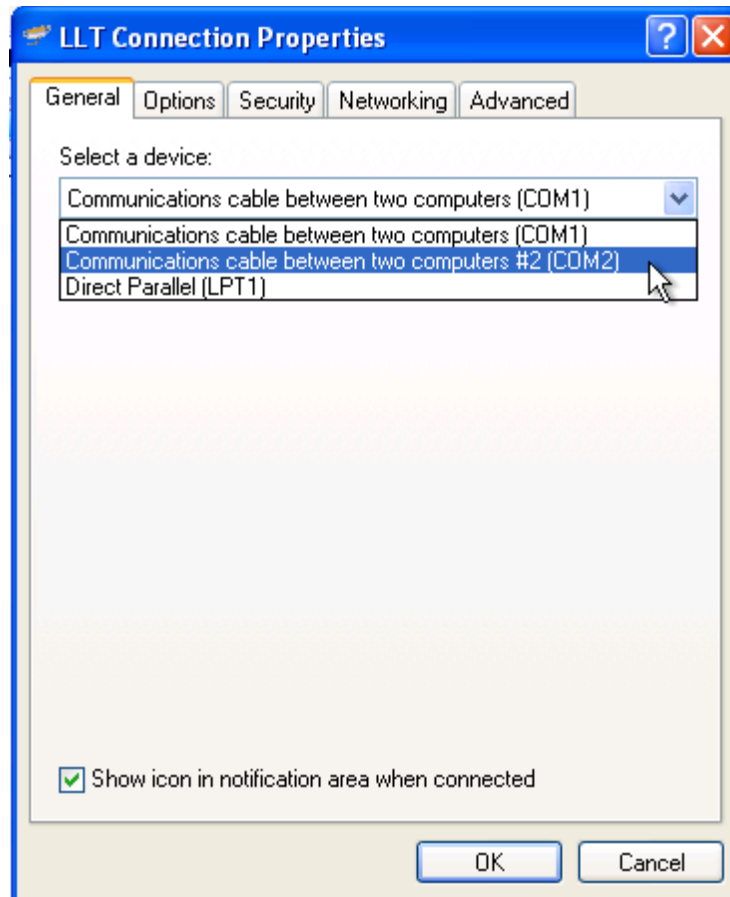 LLT Connection Properties
General Options Security Networking Advanced
Select a device:
Communications cable between two computers (COM1)
Communications cable between two computers (COM1)
Communications cable between two computers #2 (COM2)
Direct Parallel (LPT1)
Show icon in notification area when connected
OK Cancel